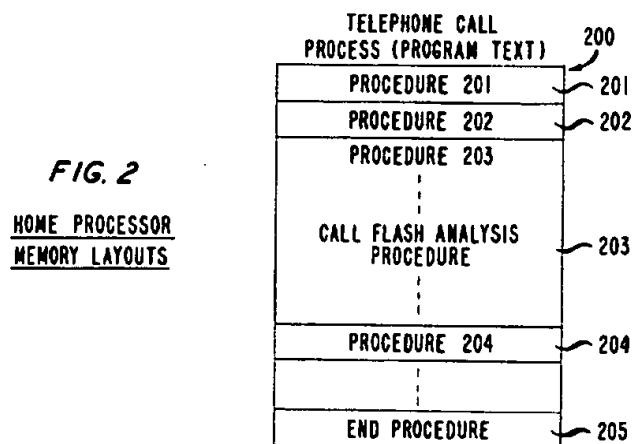 TELEPHONE CALL
PROCESS (PROGRAM TEXT)
200
PROCEDURE 201
201
PROCEDURE 202
202
PROCEDURE 203
CALL FLASH ANALYSIS
PROCEDURE
203
PROCEDURE 204
204
END PROCEDURE
205
FIG. 2
HOME PROCESSOR
MEMORY LAYOUTS